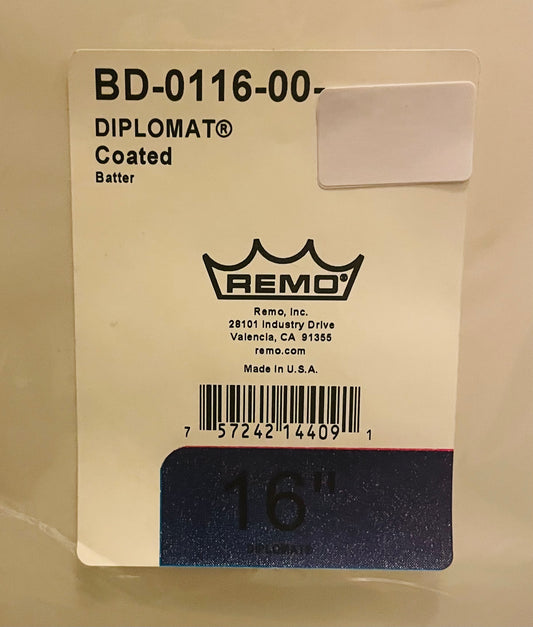 BD-0116-00-
DIPLOMAT®
Coated
Batter
REMO®
Remo, Inc.
28101 Industry Drive
Valencia, CA 91355
remo.com
Made in U.S.A.
7 57242 14409 1
16"
DIPLOMAT®